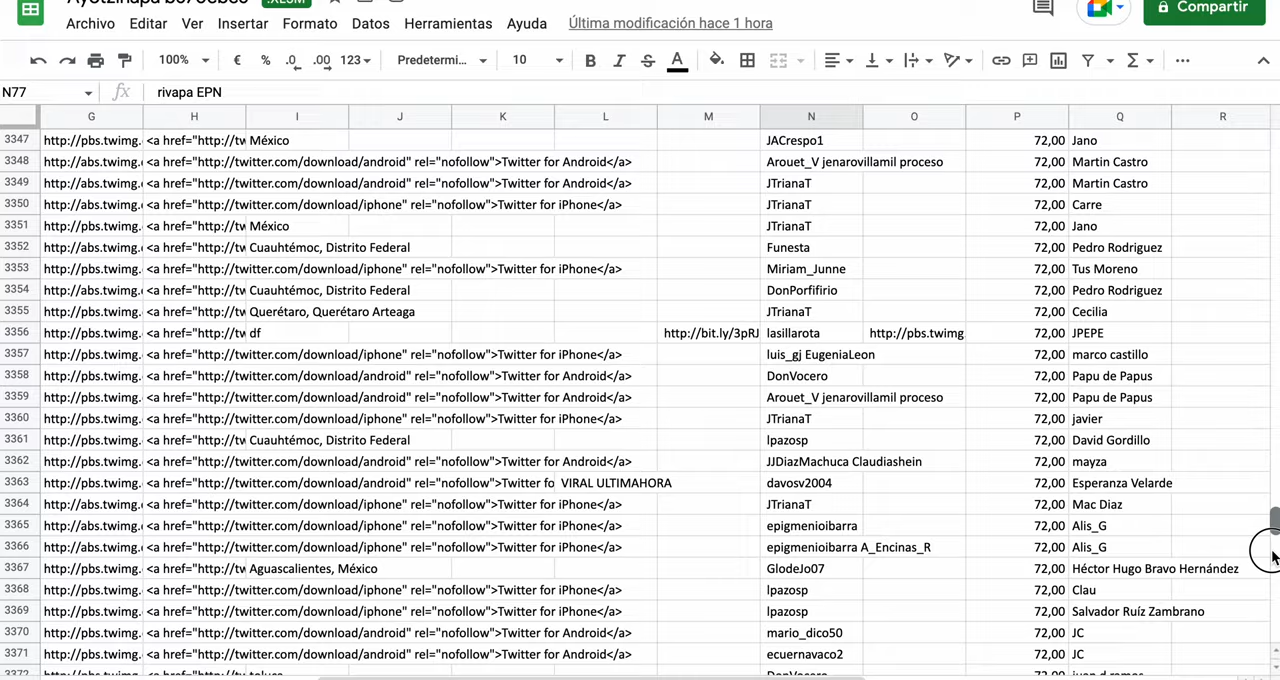 .XLSM
Archivo Editar Ver Insertar Formato Datos Herramientas Ayuda Última modificación hace 1 hora Compartir
100% € % .0 .00 123 Predetermi... 10 B I S A Σ
N77 fx rivapa EPN
G H I J K L M N O P Q R
3347 http://pbs.twimg. <a href="http://tw México JACrespo1 72,00 Jano
3348 http://pbs.twimg. <a href="http://twitter.com/download/android" rel="nofollow">Twitter for Android</a> Arouet_V jenarovillamil proceso 72,00 Martin Castro
3349 http://abs.twimg. <a href="http://twitter.com/download/android" rel="nofollow">Twitter for Android</a> JTrianaT 72,00 Martin Castro
3350 http://abs.twimg. <a href="http://twitter.com/download/iphone" rel="nofollow">Twitter for iPhone</a> JTrianaT 72,00 Carre
3351 http://pbs.twimg. <a href="http://tw México JTrianaT 72,00 Jano
3352 http://abs.twimg. <a href="http://tw Cuauhtémoc, Distrito Federal Funesta 72,00 Pedro Rodriguez
3353 http://pbs.twimg. <a href="http://twitter.com/download/iphone" rel="nofollow">Twitter for iPhone</a> Miriam_Junne 72,00 Tus Moreno
3354 http://pbs.twimg. <a href="http://tw Cuauhtémoc, Distrito Federal DonPorfifirio 72,00 Pedro Rodriguez
3355 http://pbs.twimg. <a href="http://tw Querétaro, Querétaro Arteaga JTrianaT 72,00 Cecilia
3356 http://pbs.twimg. <a href="http://tw df http://bit.ly/3pRJ lasillarota http://pbs.twimg 72,00 JPEPE
3357 http://pbs.twimg. <a href="http://twitter.com/download/iphone" rel="nofollow">Twitter for iPhone</a> luis_gj EugeniaLeon 72,00 marco castillo
3358 http://pbs.twimg. <a href="http://twitter.com/download/android" rel="nofollow">Twitter for Android</a> DonVocero 72,00 Papu de Papus
3359 http://pbs.twimg. <a href="http://twitter.com/download/android" rel="nofollow">Twitter for Android</a> Arouet_V jenarovillamil proceso 72,00 Papu de Papus
3360 http://pbs.twimg. <a href="http://twitter.com/download/iphone" rel="nofollow">Twitter for iPhone</a> JTrianaT 72,00 javier
3361 http://pbs.twimg. <a href="http://tw Cuauhtémoc, Distrito Federal lpazosp 72,00 David Gordillo
3362 http://abs.twimg. <a href="http://twitter.com/download/android" rel="nofollow">Twitter for Android</a> JJDiazMachuca Claudiashein 72,00 mayza
3363 http://pbs.twimg. <a href="http://twitter.com/download/android" rel="nofollow">Twitter fo VIRAL ULTIMAHORA davosv2004 72,00 Esperanza Velarde
3364 http://pbs.twimg. <a href="http://twitter.com/download/iphone" rel="nofollow">Twitter for iPhone</a> JTrianaT 72,00 Mac Diaz
3365 http://abs.twimg. <a href="http://twitter.com/download/iphone" rel="nofollow">Twitter for iPhone</a> epigmenioibarra 72,00 Alis_G
3366 http://abs.twimg. <a href="http://twitter.com/download/iphone" rel="nofollow">Twitter for iPhone</a> epigmenioibarra A_Encinas_R 72,00 Alis_G
3367 http://pbs.twimg. <a href="http://tw Aguascalientes, México GlodeJo07 72,00 Héctor Hugo Bravo Hernández
3368 http://pbs.twimg. <a href="http://twitter.com/download/iphone" rel="nofollow">Twitter for iPhone</a> lpazosp 72,00 Clau
3369 http://pbs.twimg. <a href="http://twitter.com/download/iphone" rel="nofollow">Twitter for iPhone</a> lpazosp 72,00 Salvador Ruíz Zambrano
3370 http://pbs.twimg. <a href="http://twitter.com/download/android" rel="nofollow">Twitter for Android</a> mario_dico50 72,00 JC
3371 http://pbs.twimg. <a href="http://twitter.com/download/android" rel="nofollow">Twitter for Android</a> ecuernavaco2 72,00 JC